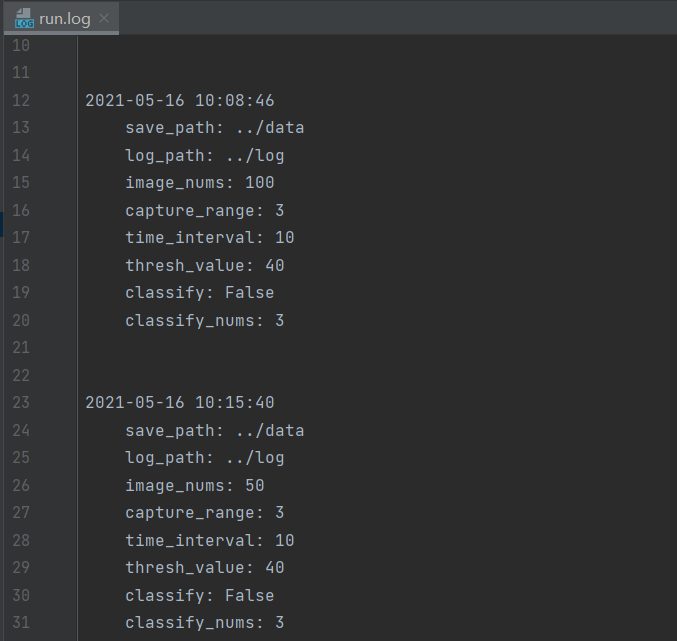 run.log
10
11
12 2021-05-16 10:08:46
13 save_path: ../data
14 log_path: ../log
15 image_nums: 100
16 capture_range: 3
17 time_interval: 10
18 thresh_value: 40
19 classify: False
20 classify_nums: 3
21
22
23 2021-05-16 10:15:40
24 save_path: ../data
25 log_path: ../log
26 image_nums: 50
27 capture_range: 3
28 time_interval: 10
29 thresh_value: 40
30 classify: False
31 classify_nums: 3